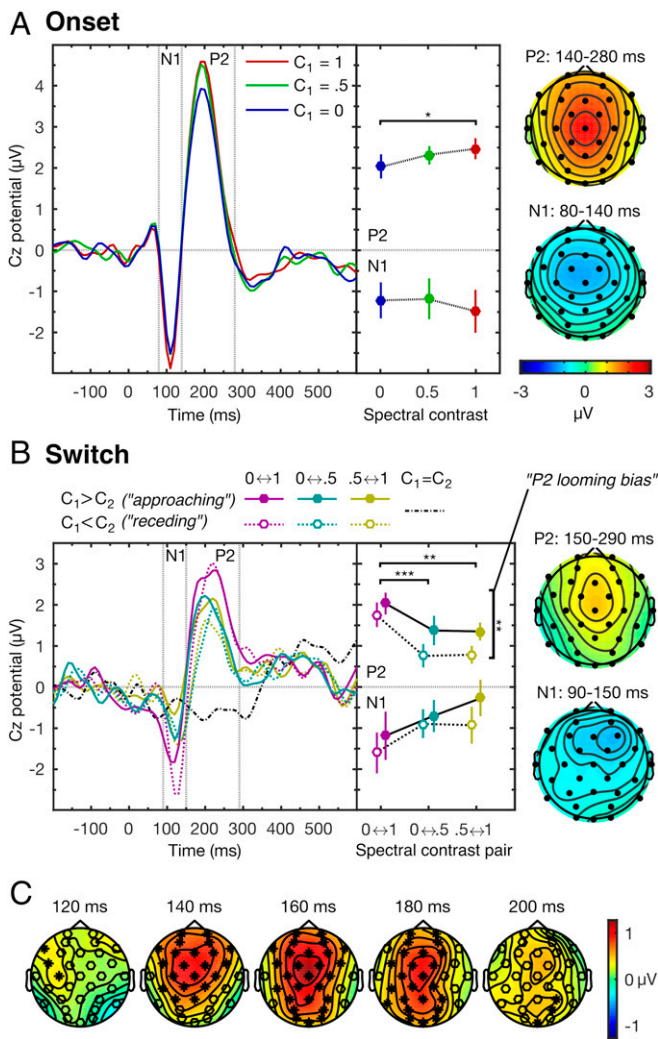 A Onset
N1 P2
C1 = 1
C1 = .5
C1 = 0
*
P2
N1
4
3
2
1
0
-1
-2
Cz potential (µV)
-100 0 100 200 300 400 500
Time (ms)
0 0.5 1
Spectral contrast
P2: 140-280 ms
N1: 80-140 ms
-3 0 3
µV
B Switch
0↔1 0↔.5 .5↔1 C1=C2
C1>C2 ("approaching")
C1<C2 ("receding")
"P2 looming bias"
N1 P2
**
***
**
P2
N1
3
2
1
0
-1
-2
Cz potential (µV)
-100 0 100 200 300 400 500
Time (ms)
0↔1 0↔.5 .5↔1
Spectral contrast pair
P2: 150-290 ms
N1: 90-150 ms
C
120 ms 140 ms 160 ms 180 ms 200 ms
1
0 µV
-1